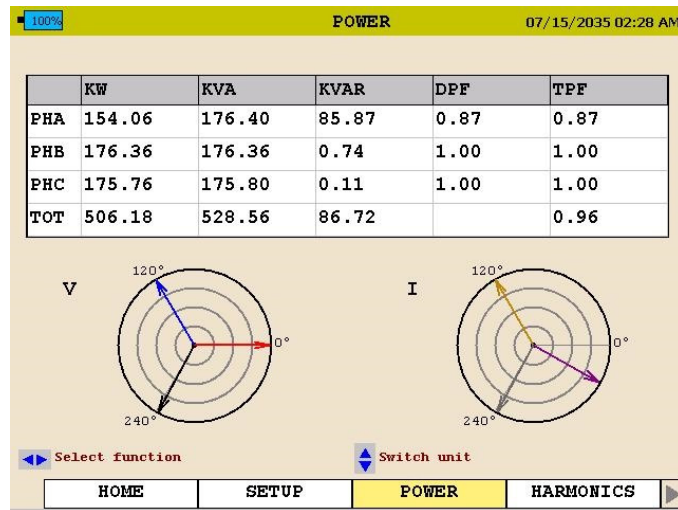 100% POWER 07/15/2035 02:28 AM
KW KVA KVAR DPF TPF
PHA 154.06 176.40 85.87 0.87 0.87
PHB 176.36 176.36 0.74 1.00 1.00
PHC 175.76 175.80 0.11 1.00 1.00
TOT 506.18 528.56 86.72 0.96
120° 120°
V I
0° 0°
240° 240°
Select function Switch unit
HOME SETUP POWER HARMONICS